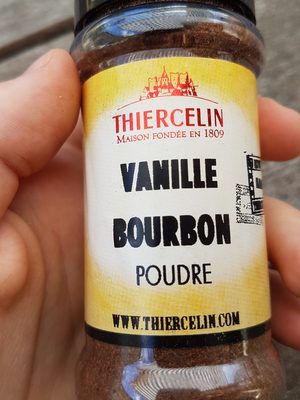 THIERCELIN
MAISON FONDÉE EN 1809
VANILLE
BOURBON
POUDRE
WWW.THIERCELIN.COM